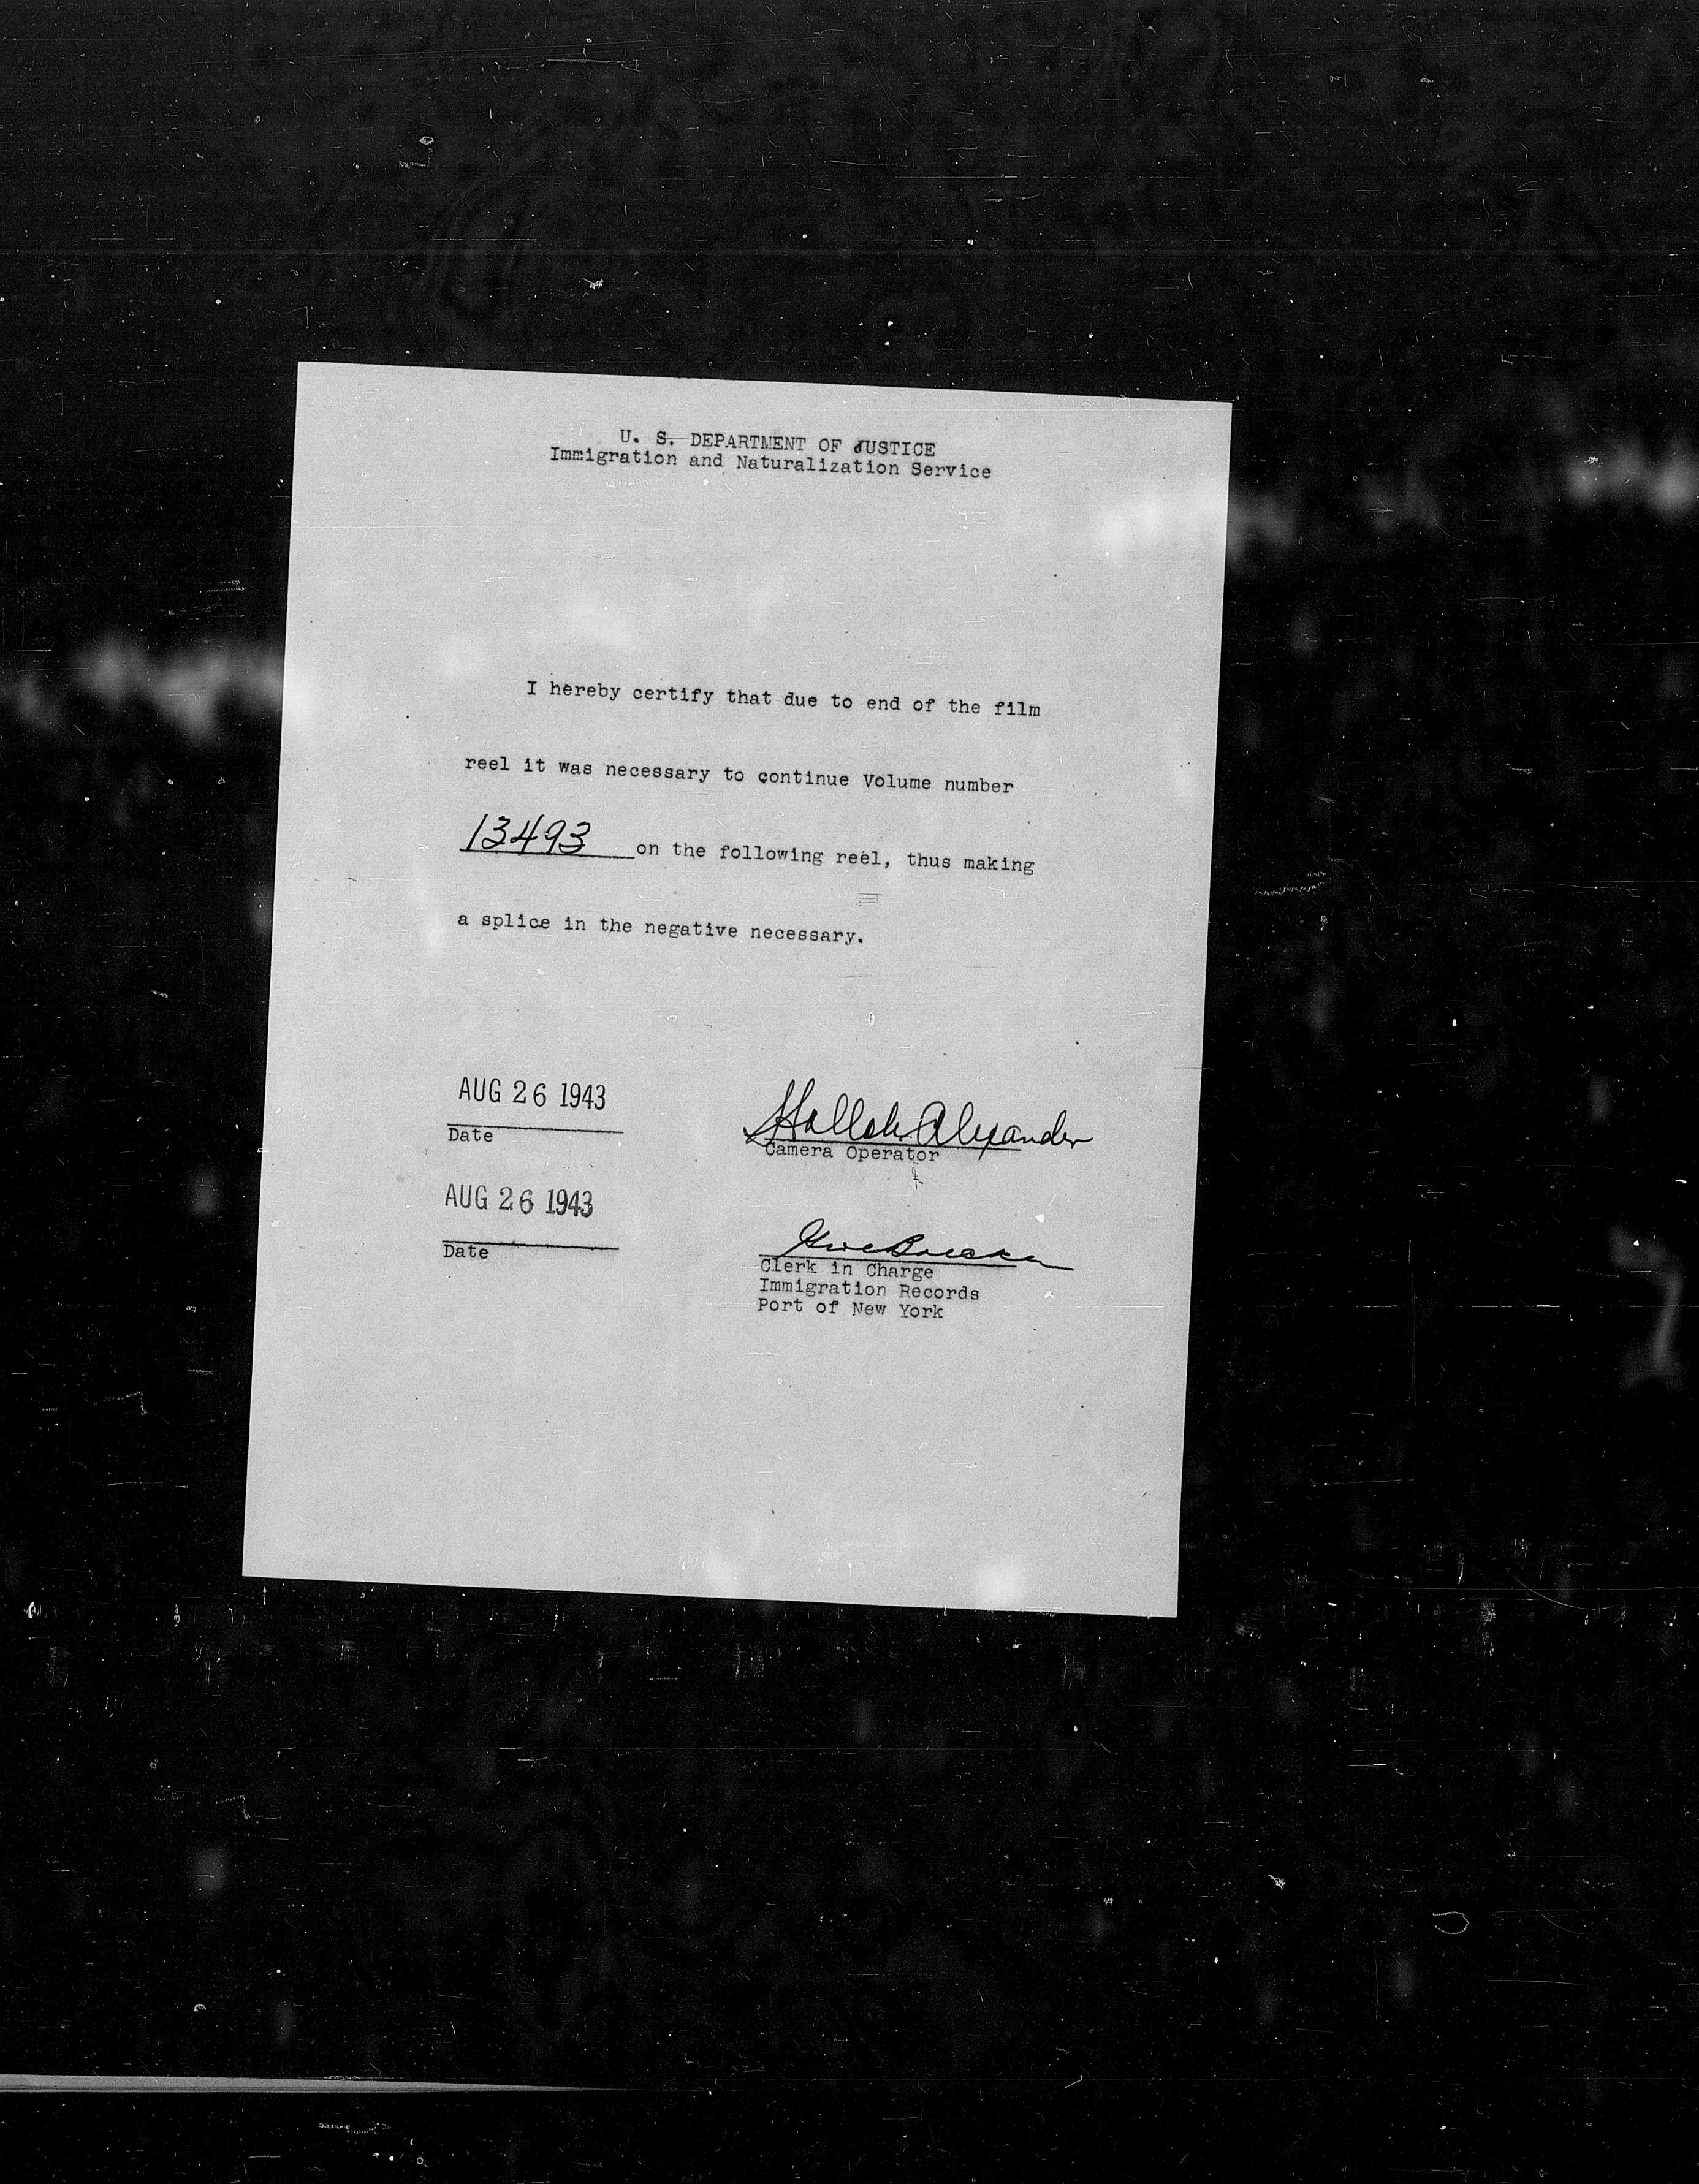 U. S. DEPARTMENT OF JUSTICE
Immigration and Naturalization Service
I hereby certify that due to end of the film
reel it was necessary to continue Volume number
13493 on the following reel, thus making
a splice in the negative necessary.
AUG 26 1943
Date
Alexander
Camera Operator
AUG 26 1943
Date
Clerk in Charge
Immigration Records
Port of New York